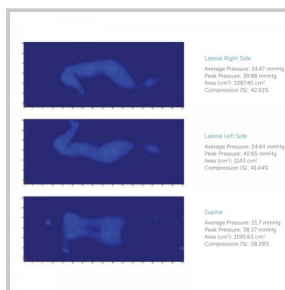 Lateral Right Side
Average Pressure: 24.47 mmHg
Peak Pressure: 39.88 mmHg
Area (cm²): 1087.45 cm²
Compression (%): 42.61%
Lateral Left Side
Average Pressure: 24.44 mmHg
Peak Pressure: 40.65 mmHg
Area (cm²): 1143 cm²
Compression (%): 41.44%
Supine
Average Pressure: 21.7 mmHg
Peak Pressure: 38.37 mmHg
Area (cm²): 1190.63 cm²
Compression (%): 38.28%